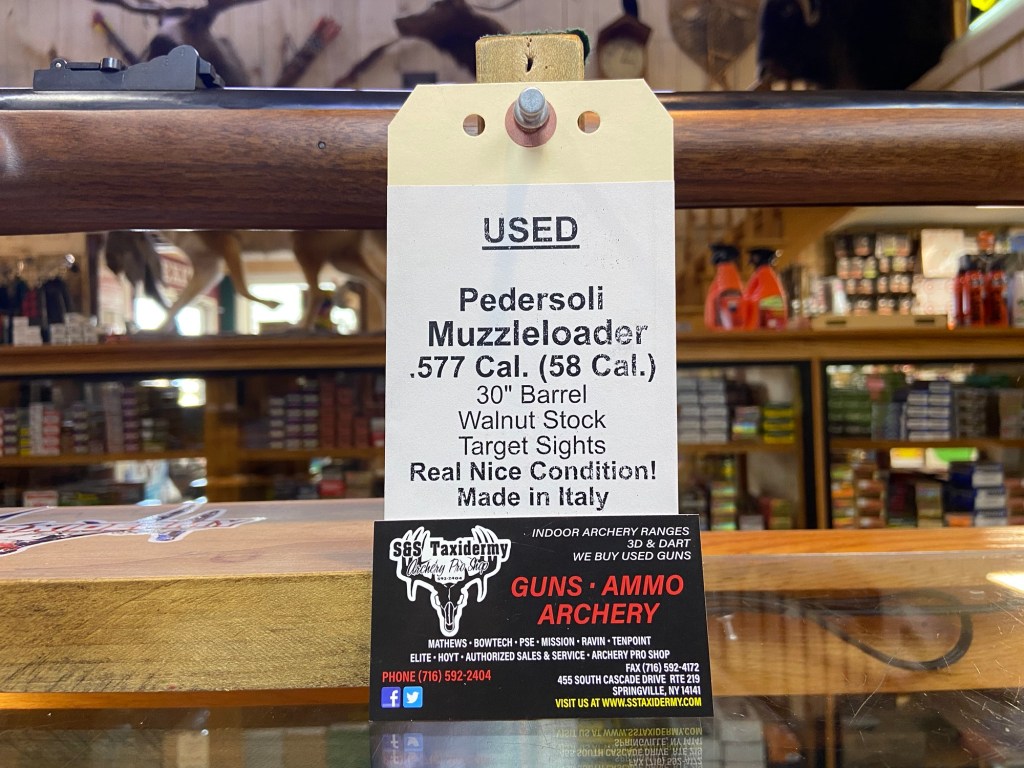 USED
Pedersoli
Muzzleloader
.577 Cal. (58 Cal.)
30" Barrel
Walnut Stock
Target Sights
Real Nice Condition!
Made in Italy
S&S Taxidermy
Archery Pro Shop
592-2404
INDOOR ARCHERY RANGES
3D & DART
WE BUY USED GUNS
GUNS · AMMO
ARCHERY
MATHEWS · BOWTECH · PSE · MISSION · RAVIN · TENPOINT
ELITE · HOYT · AUTHORIZED SALES & SERVICE · ARCHERY PRO SHOP
PHONE (716) 592-2404
FAX (716) 592-4172
455 SOUTH CASCADE DRIVE RTE 219
SPRINGVILLE, NY 14141
VISIT US AT WWW.SSTAXIDERMY.COM